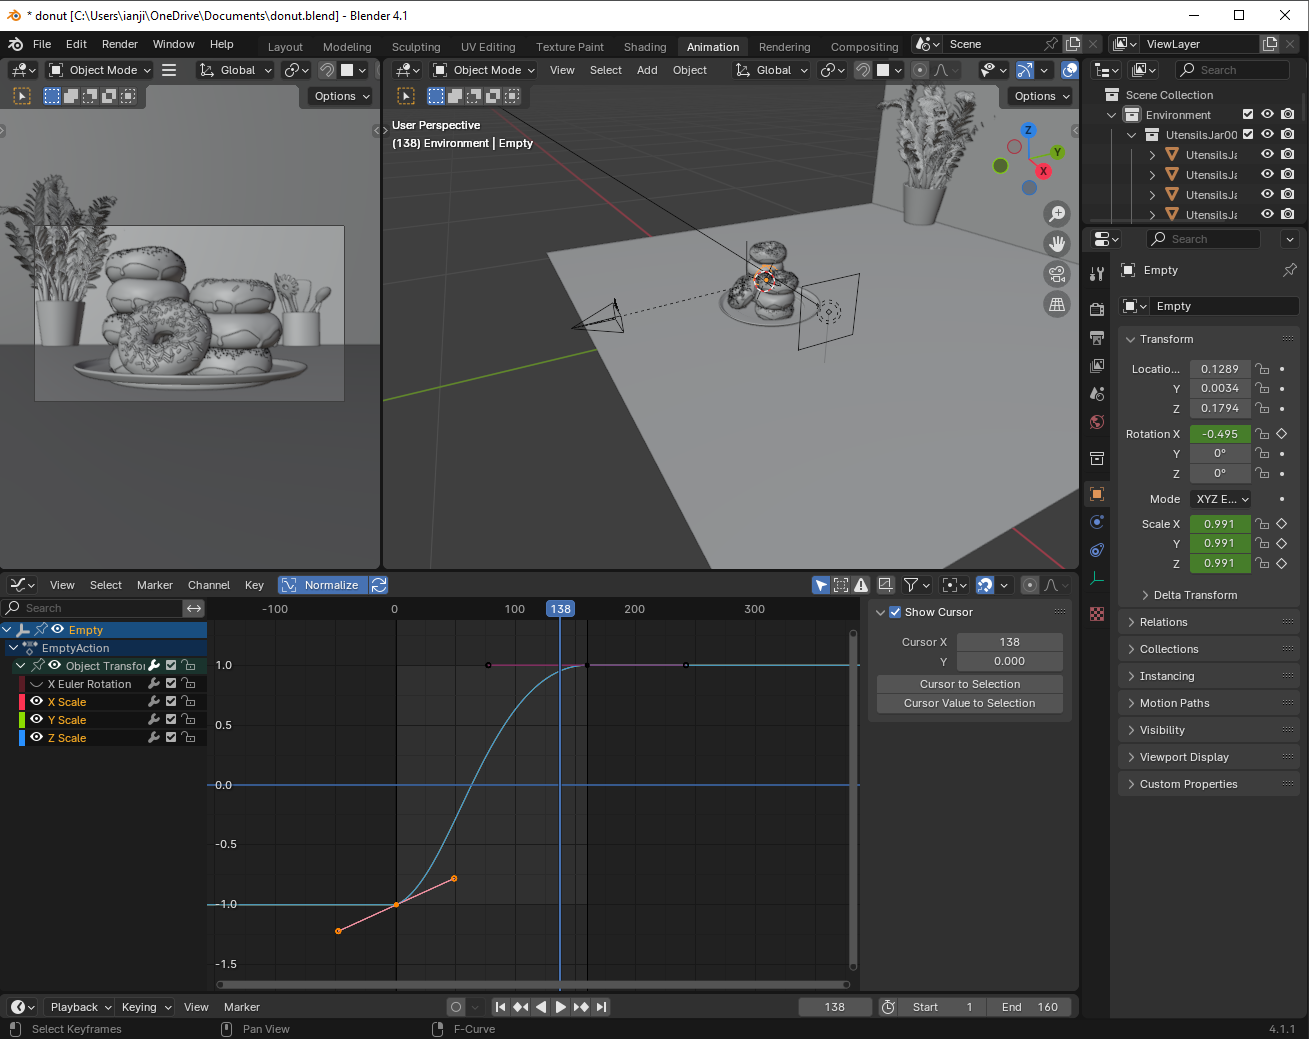 * donut [C:\Users\ianji\OneDrive\Documents\donut.blend] - Blender 4.1
File Edit Render Window Help Layout Modeling Sculpting UV Editing Texture Paint Shading Animation Rendering Compositing Scene ViewLayer
Object Mode Global Object Mode View Select Add Object Global Search
Options Options
User Perspective
(138) Environment | Empty
Z
Y
X
Scene Collection
Environment
UtensilsJar00
UtensilsJa
UtensilsJa
UtensilsJa
UtensilsJa
Search
Empty
Empty
Transform
Locatio... 0.1289
Y 0.0034
Z 0.1794
Rotation X -0.495
Y 0°
Z 0°
Mode XYZ E...
Scale X 0.991
Y 0.991
Z 0.991
Delta Transform
Relations
Collections
Instancing
Motion Paths
Visibility
Viewport Display
Custom Properties
View Select Marker Channel Key Normalize
Search
-100 0 100 138 200 300
Empty
EmptyAction
Object Transfor
X Euler Rotation
X Scale
Y Scale
Z Scale
1.0
0.5
0.0
-0.5
-1.0
-1.5
Show Cursor
Cursor X 138
Y 0.000
Cursor to Selection
Cursor Value to Selection
Playback Keying View Marker 138 Start 1 End 160
Select Keyframes Pan View F-Curve 4.1.1